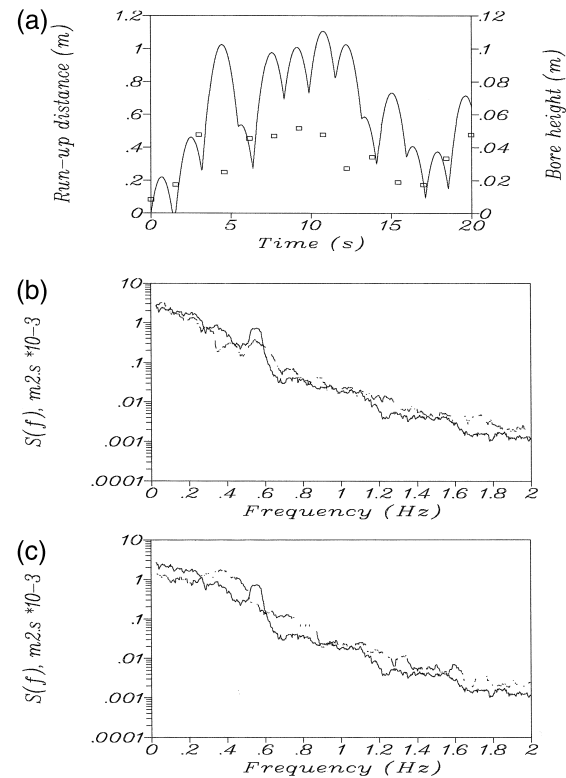 (a)
1.2
1
.8
.6
.4
.2
0
Run-up distance (m)
.12
.1
.08
.06
.04
.02
0
Bore height (m)
0 5 10 15 20
Time (s)
(b)
10
1
.1
.01
.001
.0001
S(f), m2.s *10-3
0 .2 .4 .6 .8 1 1.2 1.4 1.6 1.8 2
Frequency (Hz)
(c)
10
1
.1
.01
.001
.0001
S(f), m2.s *10-3
0 .2 .4 .6 .8 1 1.2 1.4 1.6 1.8 2
Frequency (Hz)